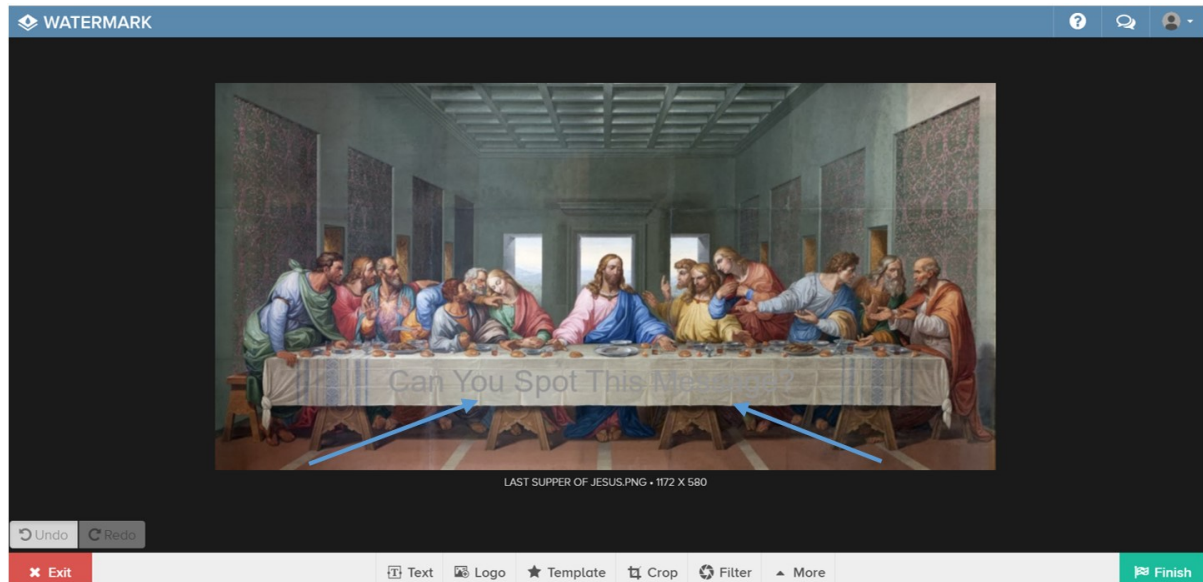 WATERMARK
Can You Spot This Message?
LAST SUPPER OF JESUS.PNG • 1172 X 580
Undo Redo
Exit Text Logo Template Crop Filter More Finish